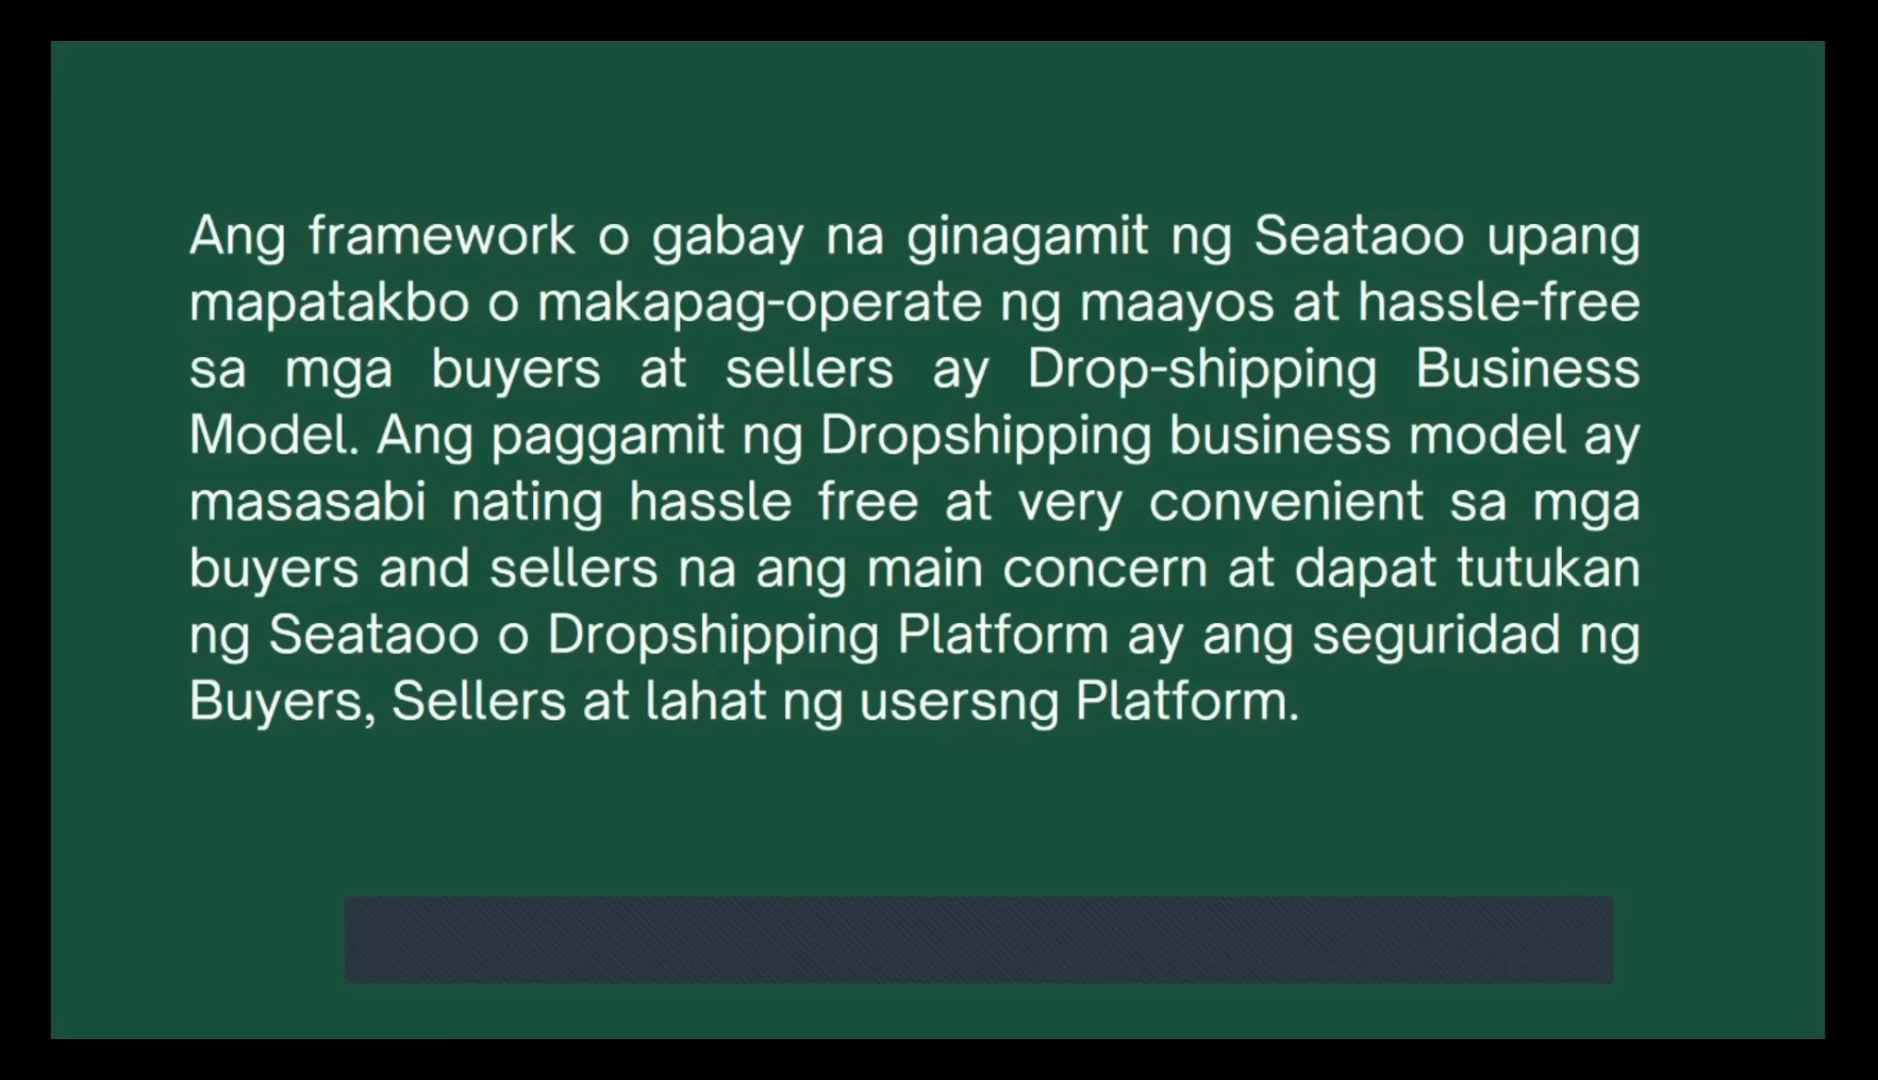 Ang framework o gabay na ginagamit ng Seataoo upang
mapatakbo o makapag-operate ng maayos at hassle-free
sa mga buyers at sellers ay Drop-shipping Business
Model. Ang paggamit ng Dropshipping business model ay
masasabi nating hassle free at very convenient sa mga
buyers and sellers na ang main concern at dapat tutukan
ng Seataoo o Dropshipping Platform ay ang seguridad ng
Buyers, Sellers at lahat ng usersng Platform.